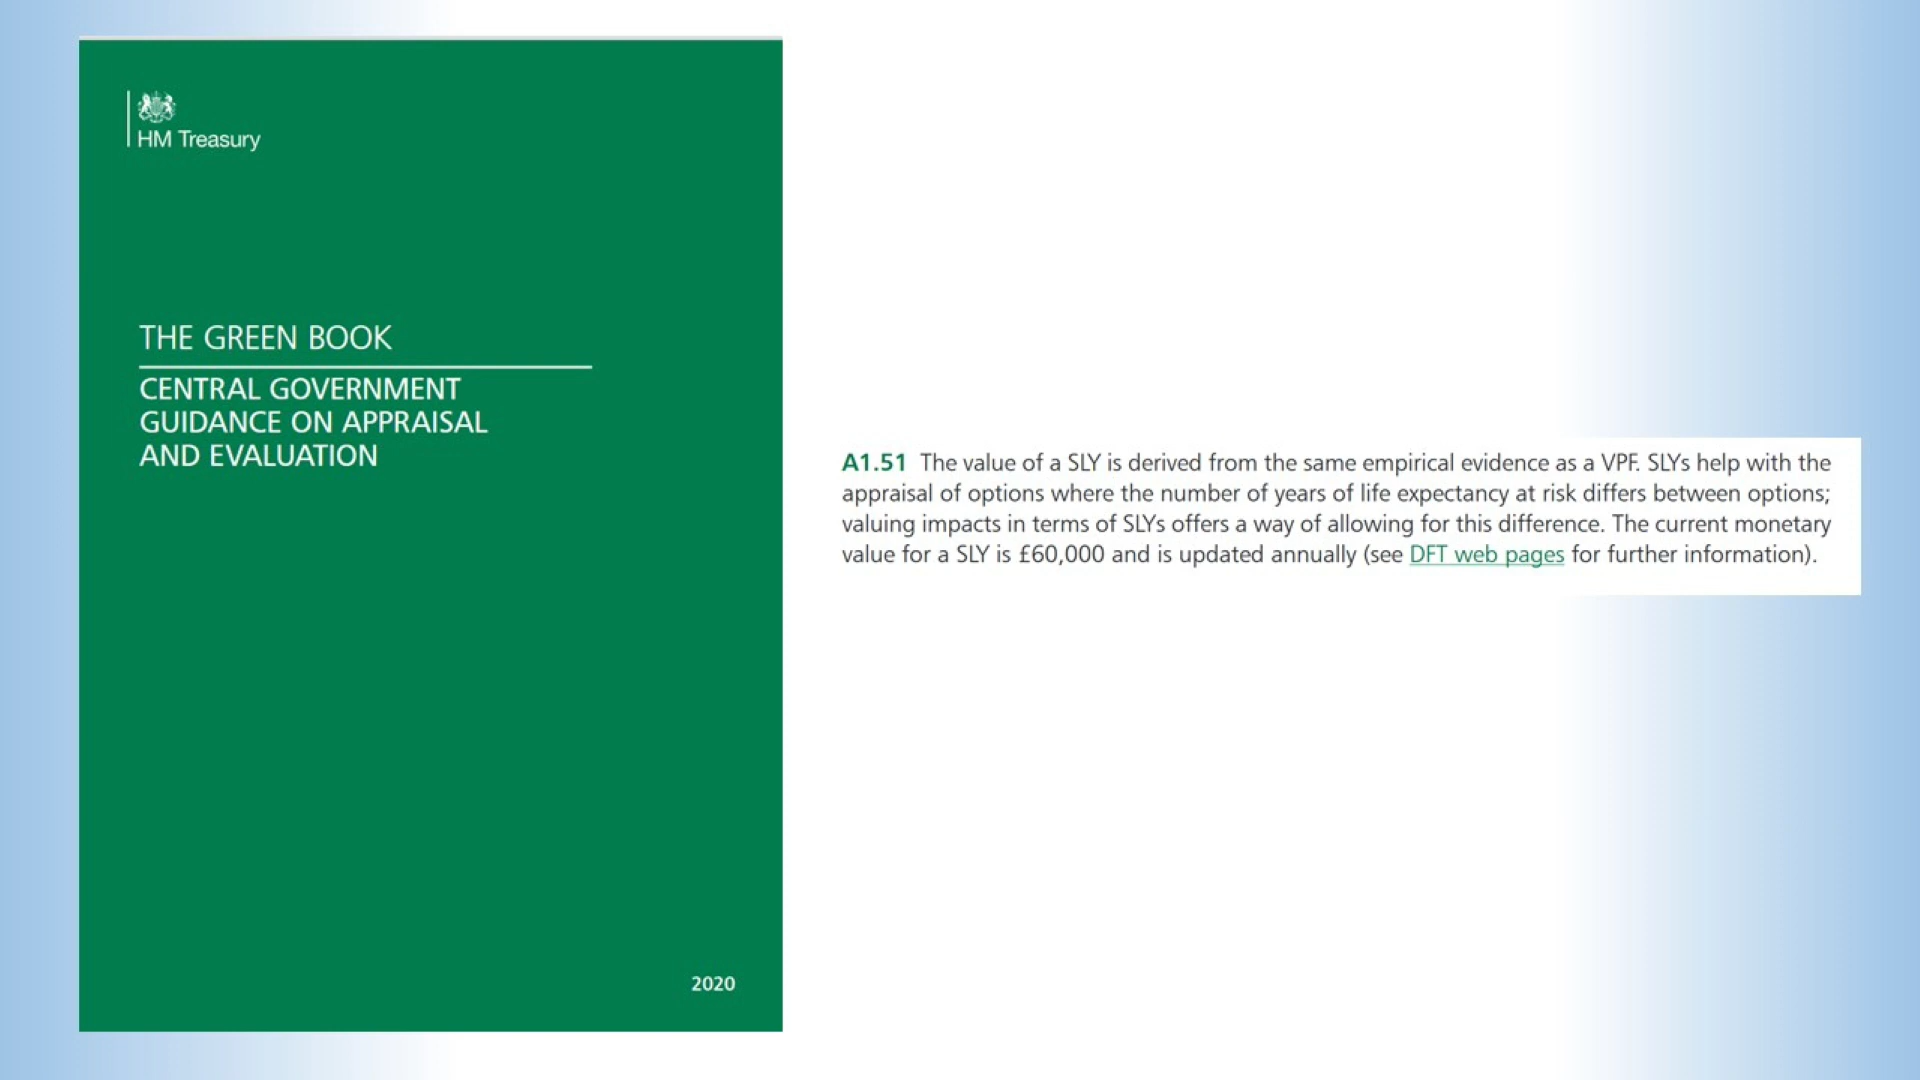 HM Treasury
THE GREEN BOOK
CENTRAL GOVERNMENT
GUIDANCE ON APPRAISAL
AND EVALUATION
2020
A1.51 The value of a SLY is derived from the same empirical evidence as a VPF. SLYs help with the
appraisal of options where the number of years of life expectancy at risk differs between options;
valuing impacts in terms of SLYs offers a way of allowing for this difference. The current monetary
value for a SLY is £60,000 and is updated annually (see DFT web pages for further information).